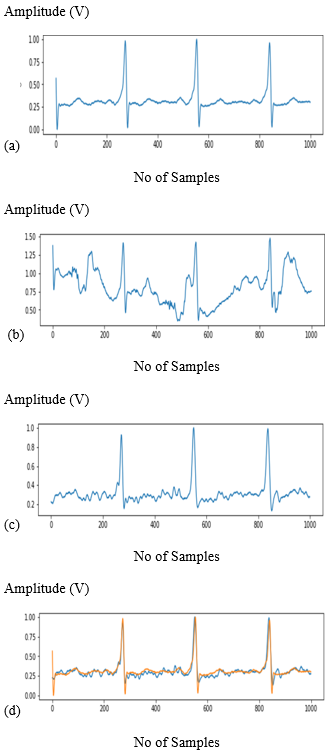 Amplitude (V)
1.00
0.75
0.50
0.25
0.00
0 200 400 600 800 1000
(a)
No of Samples
Amplitude (V)
1.50
1.25
1.00
0.75
0.50
0 200 400 600 800 1000
(b)
No of Samples
Amplitude (V)
1.0
0.8
0.6
0.4
0.2
0 200 400 600 800 1000
(c)
No of Samples
Amplitude (V)
1.00
0.75
0.50
0.25
0.00
0 200 400 600 800 1000
(d)
No of Samples